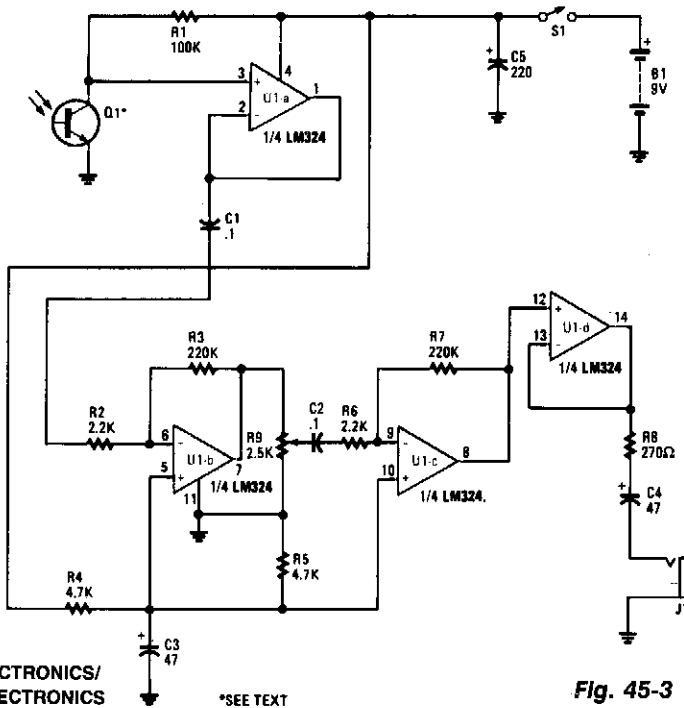 R1
100K
S1
C5
220
+
B1
9V
+
Q1*
3
+
4
1
U1-a
2
-
1/4 LM324
C1
.1
R3
220K
R7
220K
12
+
14
U1-d
13
-
1/4 LM324
R2
2.2K
6
-
R9
2.5K
C2
.1
R6
2.2K
9
-
U1-b
7
5
+
11
1/4 LM324
U1-c
8
10
+
1/4 LM324.
R8
270Ω
+
C4
47
R4
4.7K
R5
4.7K
J1
+
C3
47
CTRONICS/
ECTRONICS
*SEE TEXT
Fig. 45-3